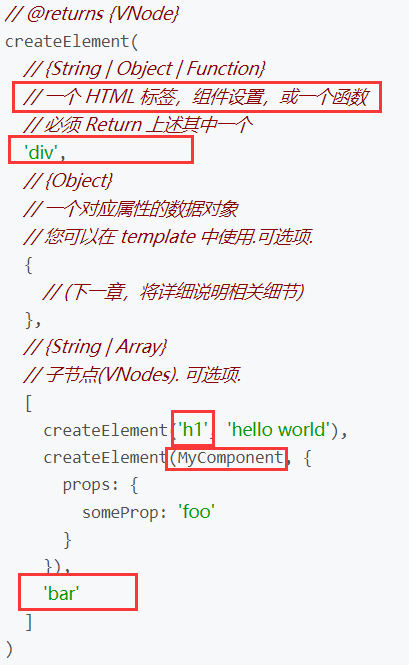 // @returns {VNode}
createElement(
// {String | Object | Function}
// 一个 HTML 标签，组件设置，或一个函数
// 必须 Return 上述其中一个
'div',
// {Object}
// 一个对应属性的数据对象
// 您可以在 template 中使用.可选项.
{
// (下一章，将详细说明相关细节)
},
// {String | Array}
// 子节点(VNodes). 可选项.
[
createElement('h1', 'hello world'),
createElement(MyComponent, {
props: {
someProp: 'foo'
}
}),
'bar'
]
)